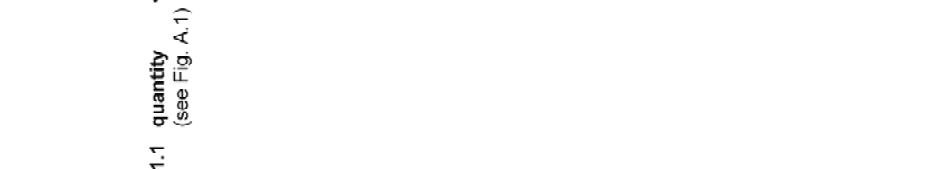 1.1 quantity
(see Fig. A.1)